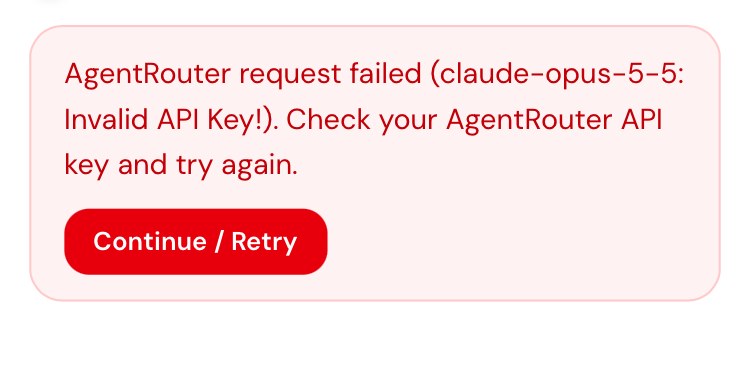 AgentRouter request failed (claude-opus-5-5:
Invalid API Key!). Check your AgentRouter API
key and try again.
Continue / Retry